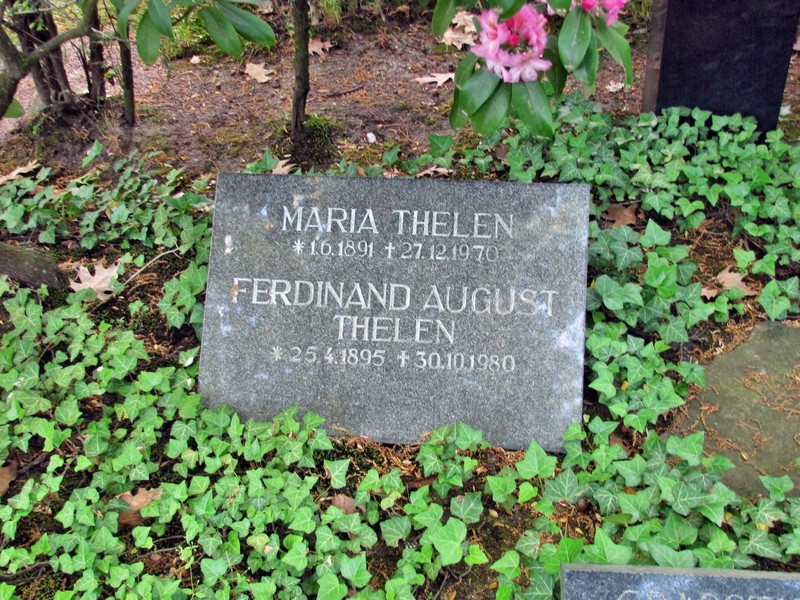 MARIA THELEN
*1.6.1891 †27.12.1970
FERDINAND AUGUST
THELEN
*25.4.1895 †30.10.1980